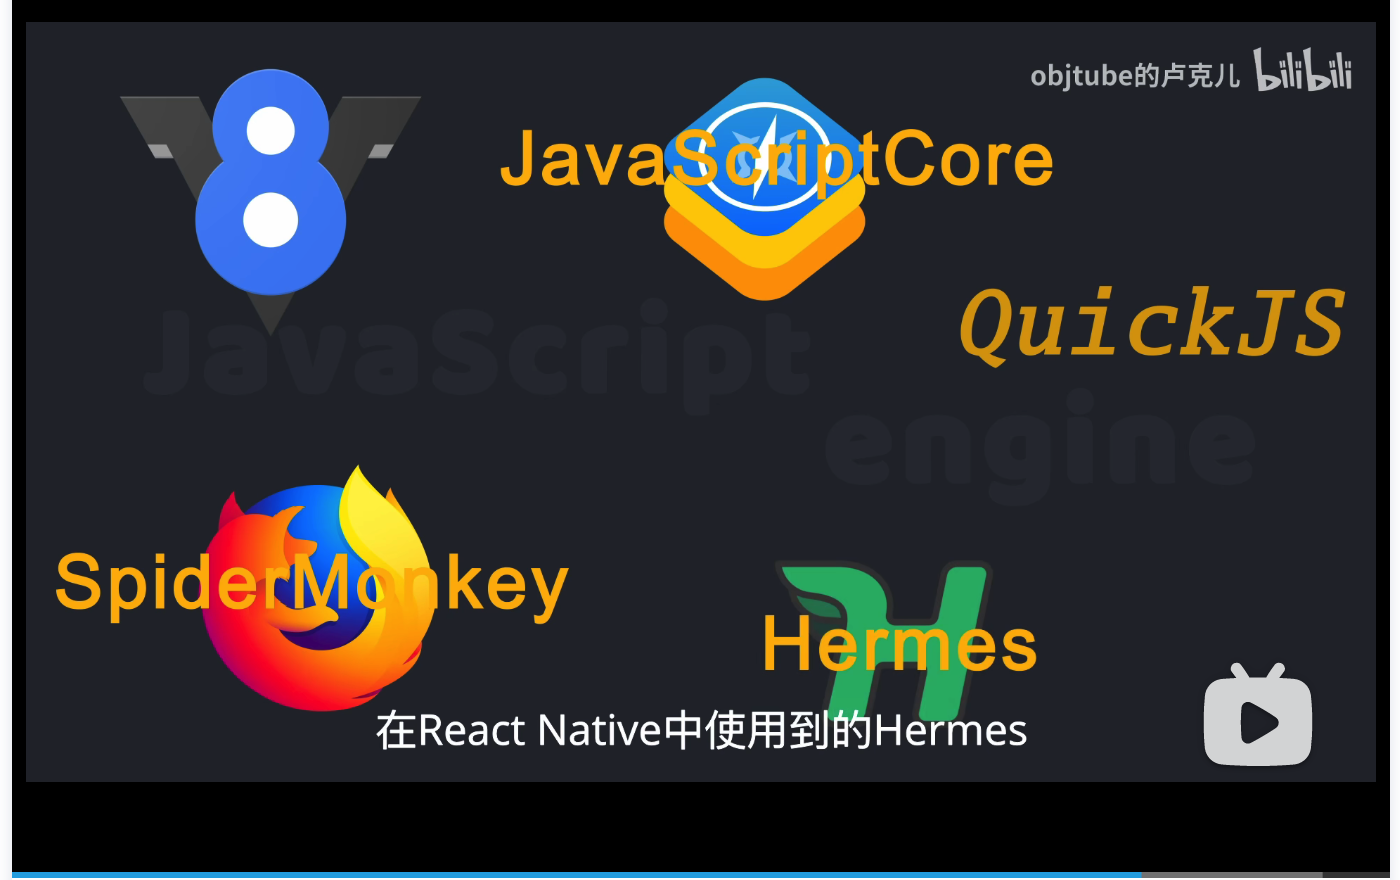 objtube的卢克儿 bilibili
8
JavaScriptCore
QuickJS
JavaScript
engine
SpiderMonkey
Hermes
在React Native中使用到的Hermes